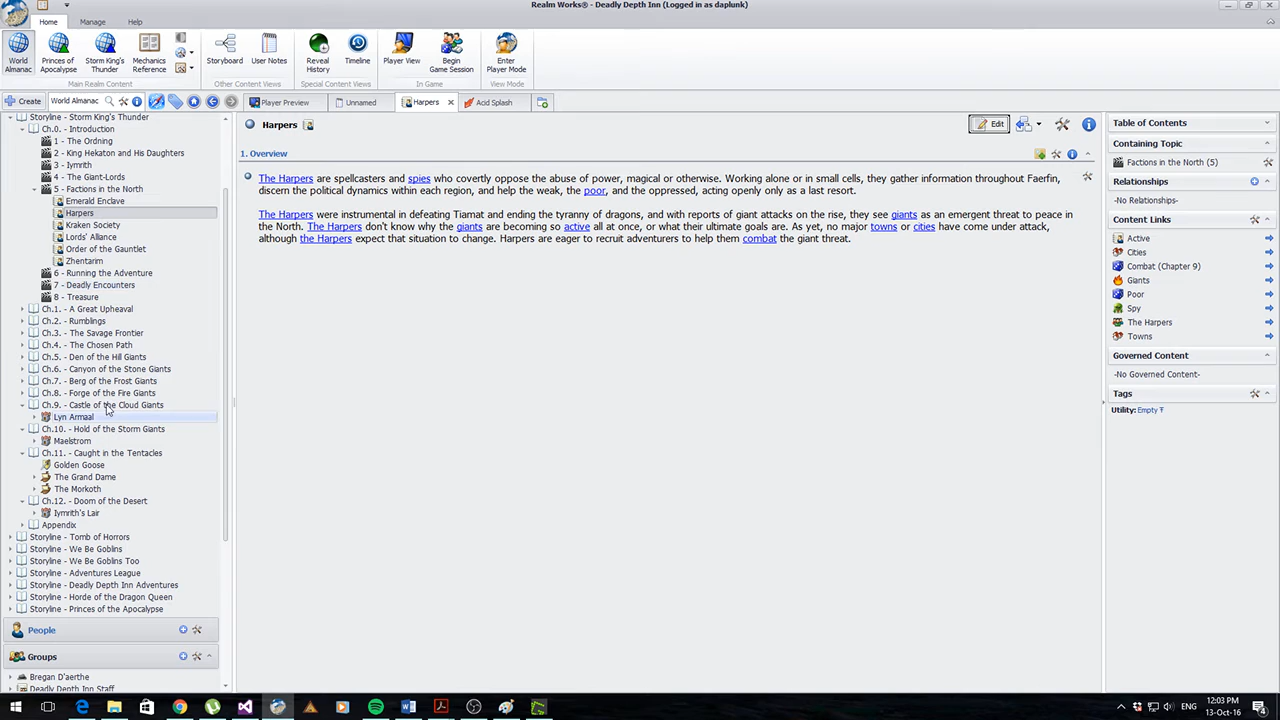 Realm Works® - Deadly Depth Inn (Logged in as daplunk)
Home Manage Help
World Almanac
Princes of Apocalypse
Storm King's Thunder
Mechanics Reference
Storyboard
User Notes
Reveal History
Timeline
Player View
Begin Game Session
Enter Player Mode
Main Realm Content
Other Content Views
Special Content Views
In Game
View Mode
Create
World Almanac
Player Preview
Unnamed
Harpers
Acid Splash
Storyline - Storm King's Thunder
Ch.0. - Introduction
1 - The Ordning
2 - King Hekaton and His Daughters
3 - Iymrith
4 - The Giant-Lords
5 - Factions in the North
Emerald Enclave
Harpers
Kraken Society
Lords' Alliance
Order of the Gauntlet
Zhentarim
6 - Running the Adventure
7 - Deadly Encounters
8 - Treasure
Ch.1. - A Great Upheaval
Ch.2. - Rumblings
Ch.3. - The Savage Frontier
Ch.4. - The Chosen Path
Ch.5. - Den of the Hill Giants
Ch.6. - Canyon of the Stone Giants
Ch.7. - Berg of the Frost Giants
Ch.8. - Forge of the Fire Giants
Ch.9. - Castle of the Cloud Giants
Lyn Armaal
Ch.10. - Hold of the Storm Giants
Maelstrom
Ch.11. - Caught in the Tentacles
Golden Goose
The Grand Dame
The Morkoth
Ch.12. - Doom of the Desert
Iymrith's Lair
Appendix
Storyline - Tomb of Horrors
Storyline - We Be Goblins
Storyline - We Be Goblins Too
Storyline - Adventures League
Storyline - Deadly Depth Inn Adventures
Storyline - Horde of the Dragon Queen
Storyline - Princes of the Apocalypse
People
Groups
Bregan D'aerthe
Deadly Depth Inn Staff
Harpers
Edit
1. Overview
The Harpers are spellcasters and spies who covertly oppose the abuse of power, magical or otherwise. Working alone or in small cells, they gather information throughout Faerfin,
discern the political dynamics within each region, and help the weak, the poor, and the oppressed, acting openly only as a last resort.
The Harpers were instrumental in defeating Tiamat and ending the tyranny of dragons, and with reports of giant attacks on the rise, they see giants as an emergent threat to peace in
the North. The Harpers don't know why the giants are becoming so active all at once, or what their ultimate goals are. As yet, no major towns or cities have come under attack,
although the Harpers expect that situation to change. Harpers are eager to recruit adventurers to help them combat the giant threat.
Table of Contents
Containing Topic
Factions in the North (5)
Relationships
-No Relationships-
Content Links
Active
Cities
Combat (Chapter 9)
Giants
Poor
Spy
The Harpers
Towns
Governed Content
-No Governed Content-
Tags
Utility: Empty
ENG
12:03 PM
13-Oct-16